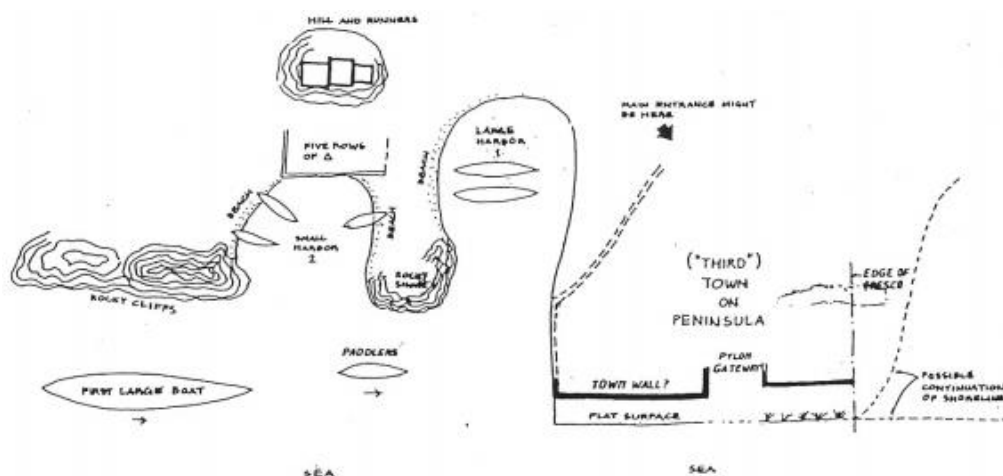 HILL AND RUNNERS
FIVE ROWS
OF Δ
LARGE
HARBOR
1
MAIN ENTRANCE MIGHT
BE HERE
BEACH
BEACH
BEACH
SMALL
HARBOR
2
ROCKY
SHORE
ROCKY CLIFFS
("THIRD")
TOWN
ON
PENINSULA
EDGE OF
FRESCO
PADDLERS
FIRST LARGE BOAT
TOWN WALL?
PYLON
GATEWAY
FLAT SURFACE
POSSIBLE
CONTINUATION
OF SHORELINE
SEA
SEA